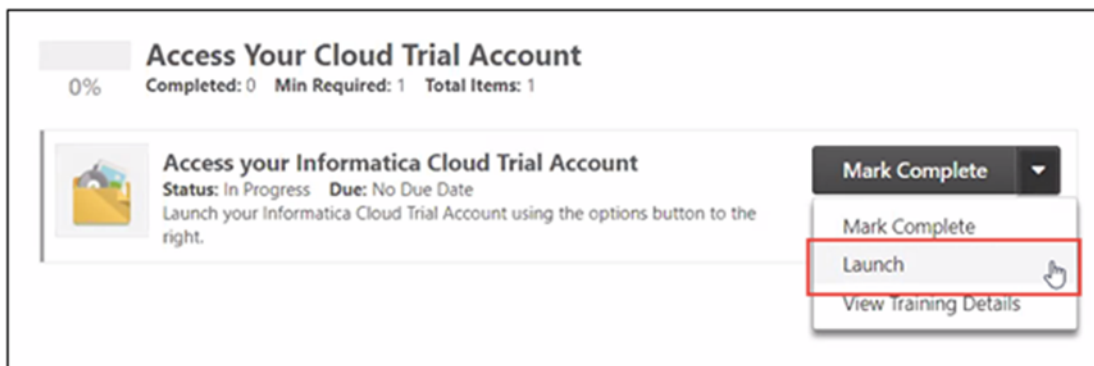 Access Your Cloud Trial Account
0%
Completed: 0 Min Required: 1 Total Items: 1
Access your Informatica Cloud Trial Account
Mark Complete
Status: In Progress Due: No Due Date
Launch your Informatica Cloud Trial Account using the options button to the
right.
Mark Complete
Launch
View Training Details